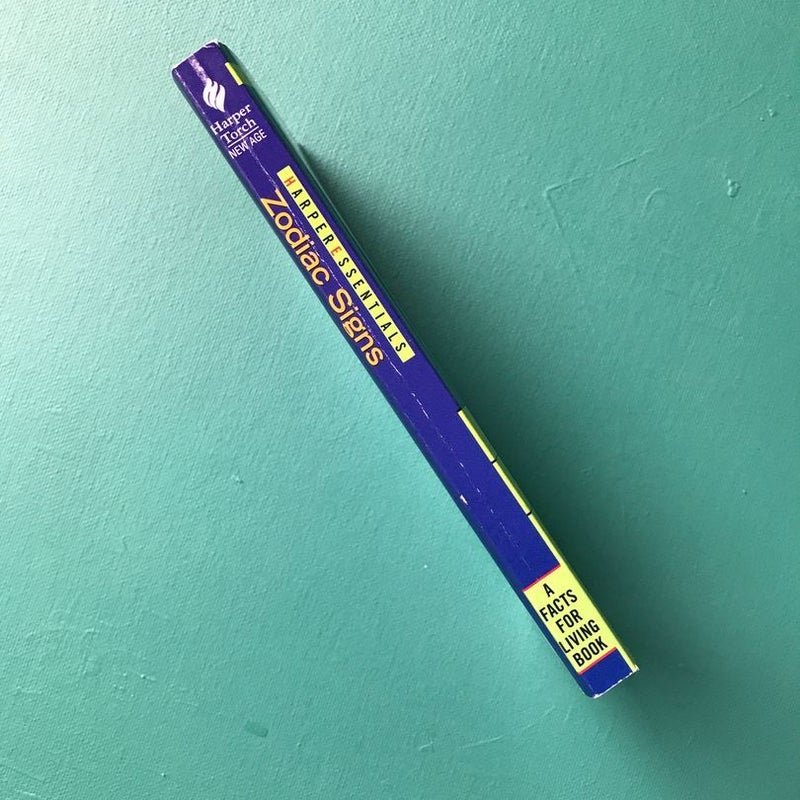 Harper
Torch
NEW AGE
HARPERESSENTIALS
Zodiac Signs
A
FACTS
FOR
LIVING
BOOK